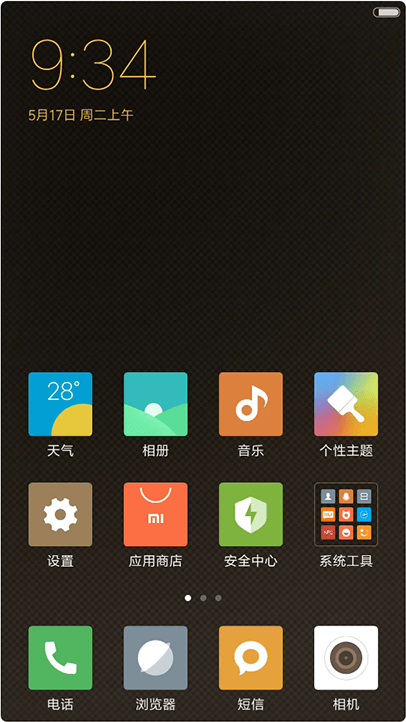 9:34
5月17日 周二上午
28°
天气
相册
音乐
个性主题
设置
mi
应用商店
安全中心
系统工具
电话
浏览器
短信
相机